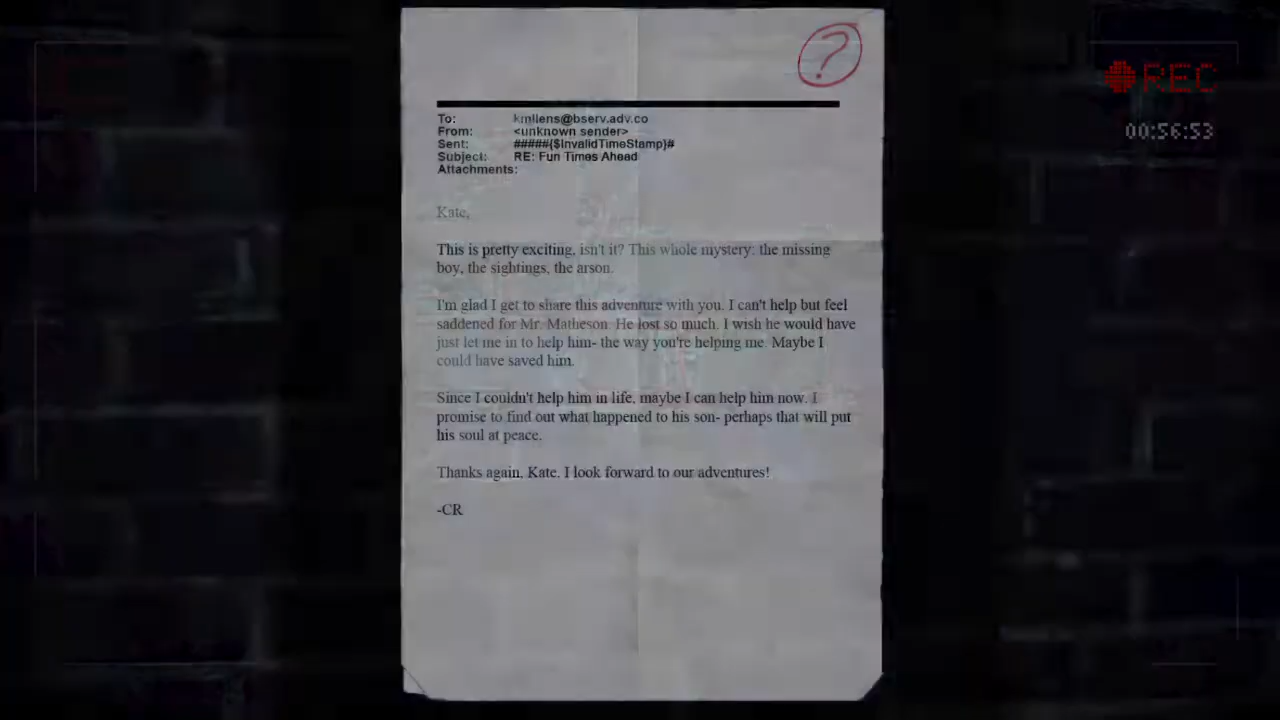 ?
REC
00:56:53
To: kmllens@bserv.adv.co
From: <unknown sender>
Sent: #####{$InvalidTimeStamp}#
Subject: RE: Fun Times Ahead
Attachments:
Kate,
This is pretty exciting, isn't it? This whole mystery: the missing
boy, the sightings, the arson.
I'm glad I get to share this adventure with you. I can't help but feel
saddened for Mr. Matheson. He lost so much. I wish he would have
just let me in to help him- the way you're helping me. Maybe I
could have saved him.
Since I couldn't help him in life, maybe I can help him now. I
promise to find out what happened to his son- perhaps that will put
his soul at peace.
Thanks again, Kate. I look forward to our adventures!
-CR